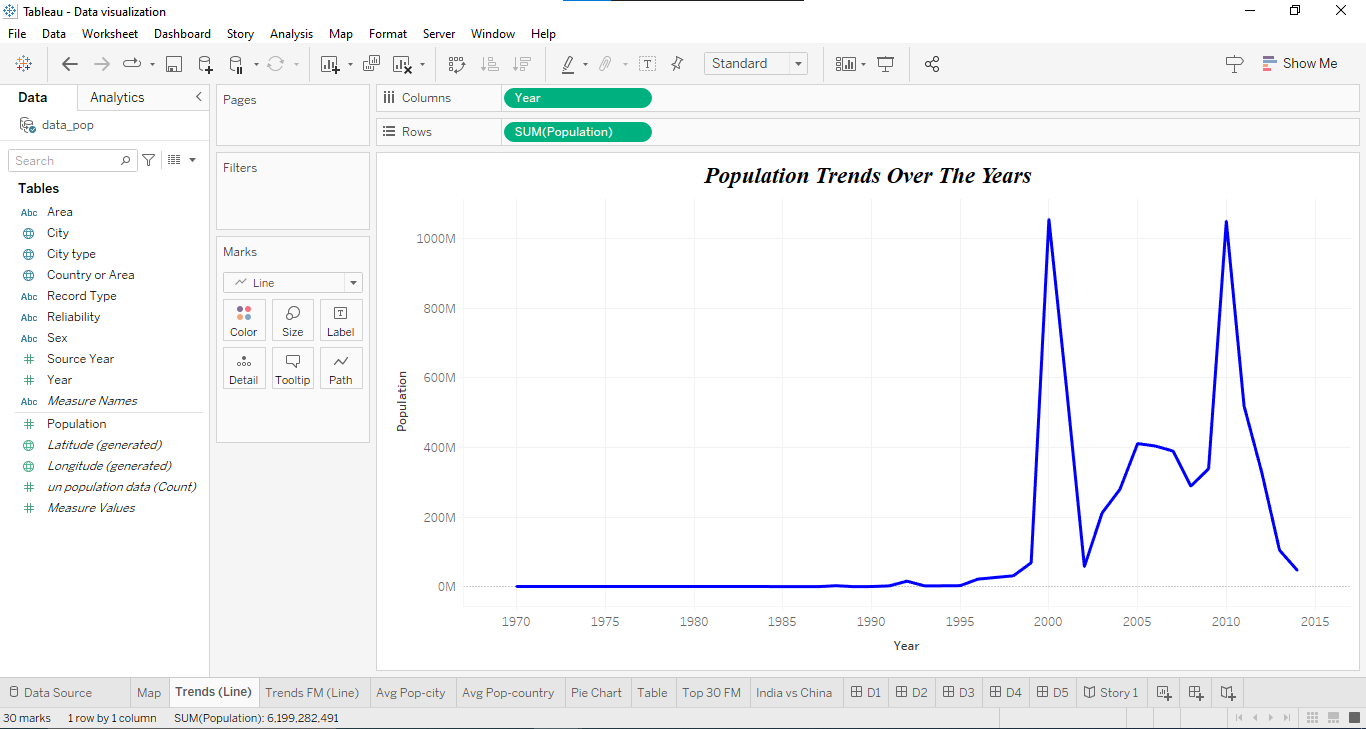 Tableau - Data visualization
File Data Worksheet Dashboard Story Analysis Map Format Server Window Help
Standard
Show Me
Data Analytics
data_pop
Search
Tables
Abc Area
City
City type
Country or Area
Abc Record Type
Abc Reliability
Abc Sex
Source Year
Year
Abc Measure Names
Population
Latitude (generated)
Longitude (generated)
un population data (Count)
Measure Values
Pages
Filters
Marks
Line
Color Size Label
Detail Tooltip Path
Columns Year
Rows SUM(Population)
Population Trends Over The Years
1000M
800M
600M
400M
200M
0M
Population
1970 1975 1980 1985 1990 1995 2000 2005 2010 2015
Year
Data Source Map Trends (Line) Trends FM (Line) Avg Pop-city Avg Pop-country Pie Chart Table Top 30 FM India vs China D1 D2 D3 D4 D5 Story 1
30 marks 1 row by 1 column SUM(Population): 6,199,282,491